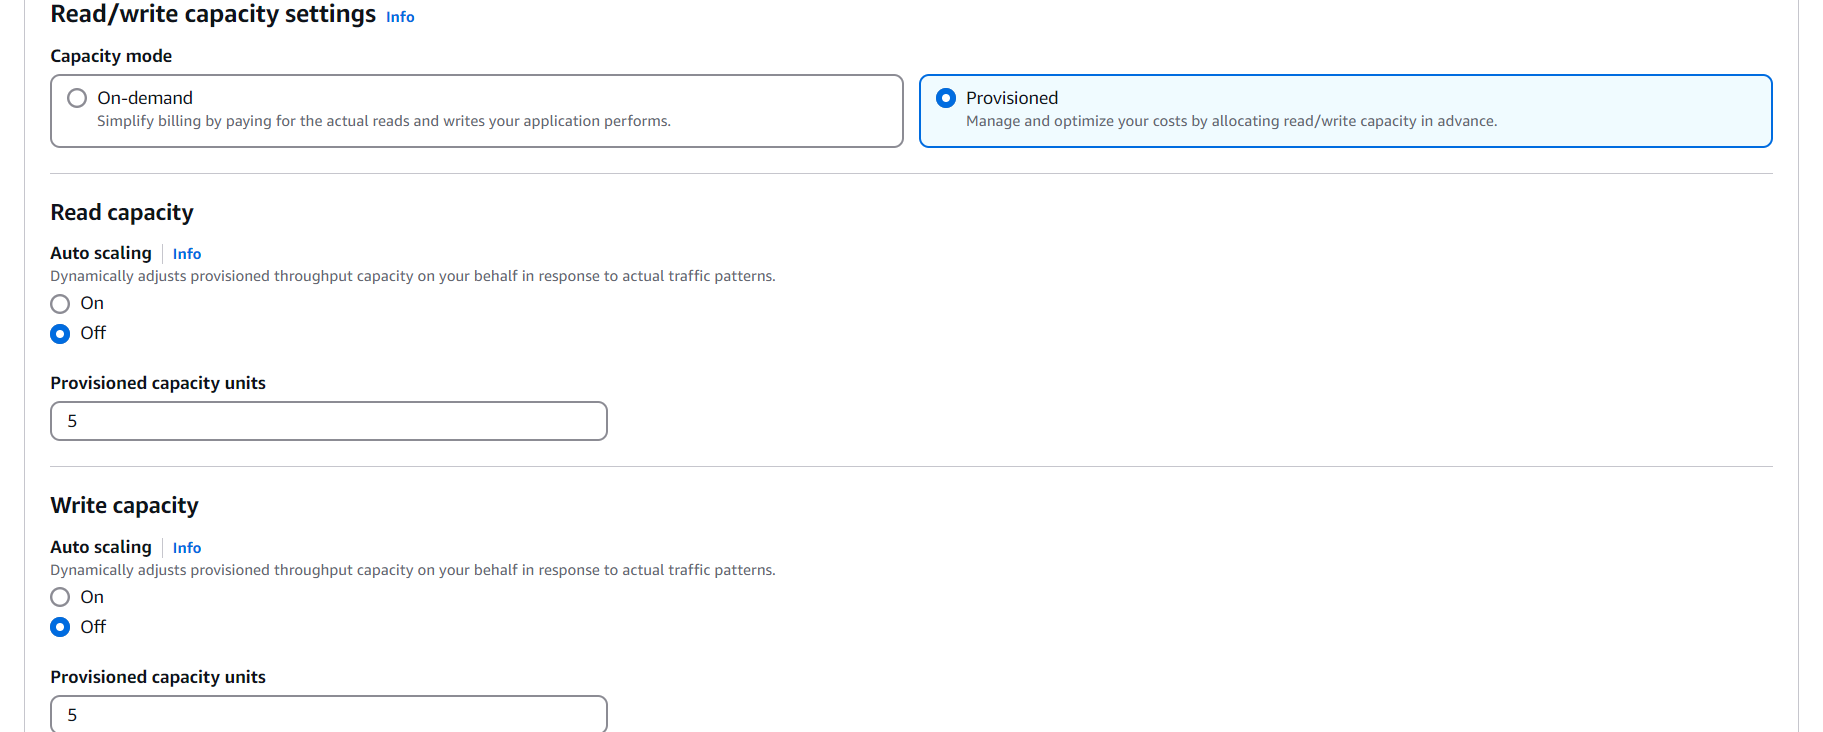 Read/write capacity settings Info
Capacity mode
On-demand
Simplify billing by paying for the actual reads and writes your application performs.
Provisioned
Manage and optimize your costs by allocating read/write capacity in advance.
Read capacity
Auto scaling Info
Dynamically adjusts provisioned throughput capacity on your behalf in response to actual traffic patterns.
On
Off
Provisioned capacity units
5
Write capacity
Auto scaling Info
Dynamically adjusts provisioned throughput capacity on your behalf in response to actual traffic patterns.
On
Off
Provisioned capacity units
5